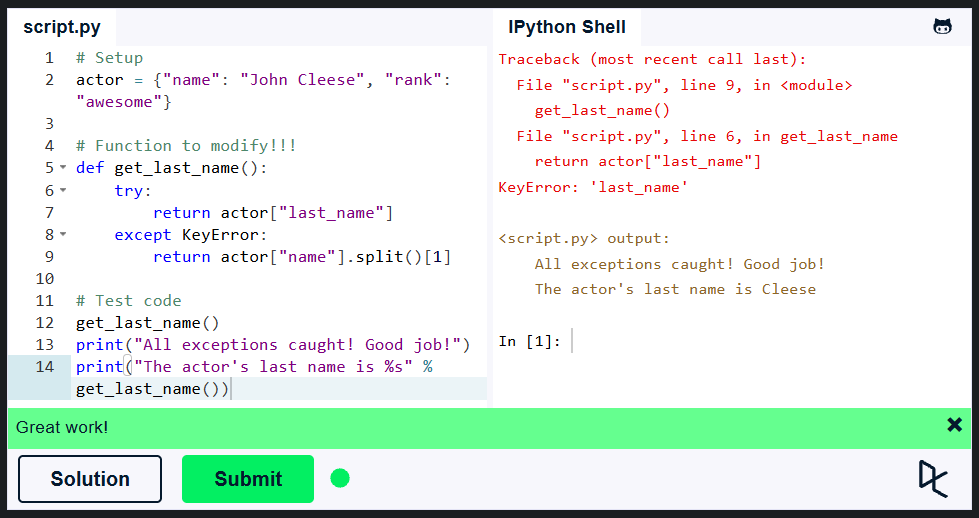 script.py
1 # Setup
2 actor = {"name": "John Cleese", "rank":
"awesome"}
3
4 # Function to modify!!!
5 def get_last_name():
6     try:
7         return actor["last_name"]
8     except KeyError:
9         return actor["name"].split()[1]
10
11 # Test code
12 get_last_name()
13 print("All exceptions caught! Good job!")
14 print("The actor's last name is %s" %
get_last_name())
IPython Shell
Traceback (most recent call last):
  File "script.py", line 9, in <module>
    get_last_name()
  File "script.py", line 6, in get_last_name
    return actor["last_name"]
KeyError: 'last_name'
<script.py> output:
    All exceptions caught! Good job!
    The actor's last name is Cleese
In [1]:
Great work!
Solution
Submit